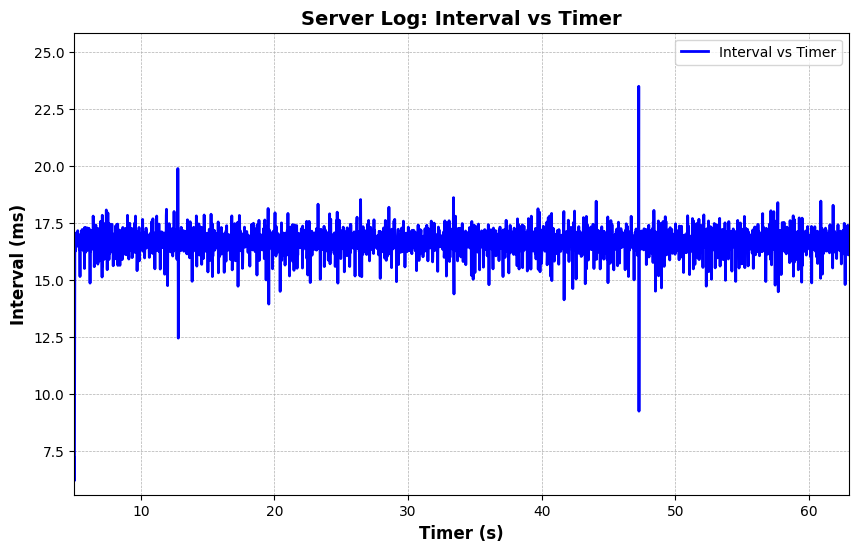 Server Log: Interval vs Timer
Interval vs Timer
25.0
22.5
20.0
17.5
15.0
12.5
10.0
7.5
Interval (ms)
10 20 30 40 50 60
Timer (s)